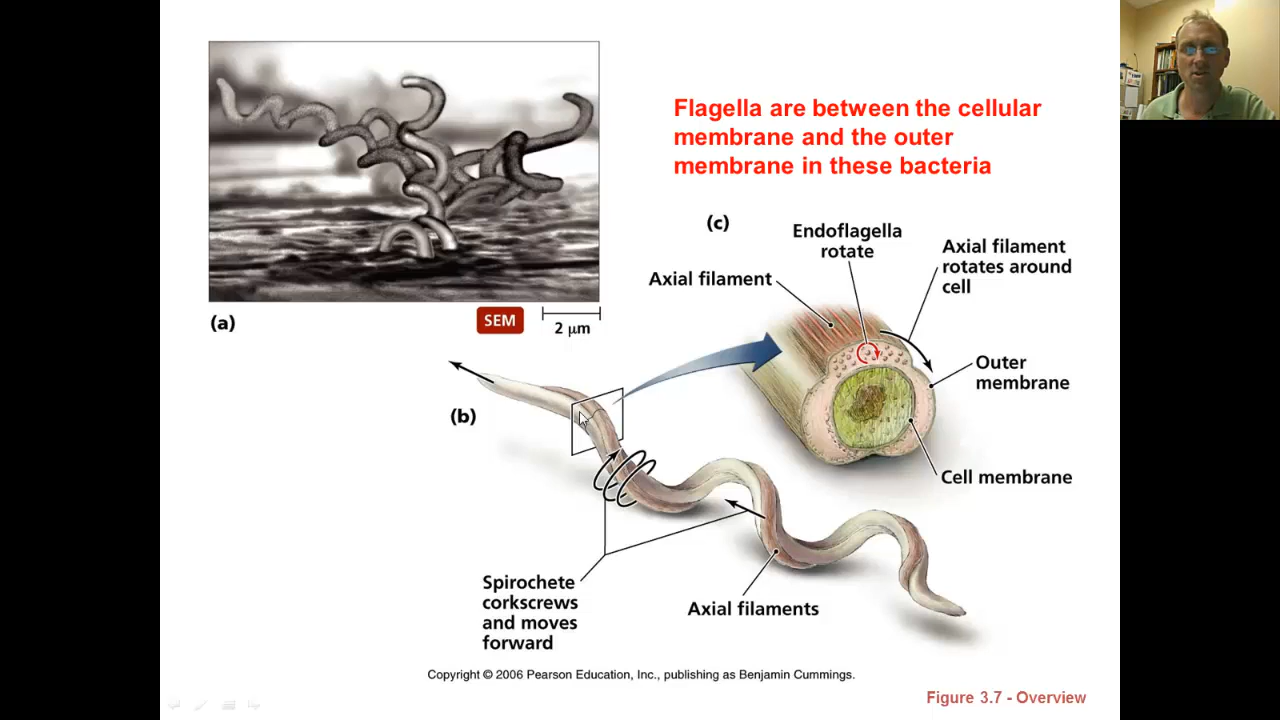 Flagella are between the cellular
membrane and the outer
membrane in these bacteria
(c)
Endoflagella
rotate
Axial filament
rotates around
cell
Axial filament
(a)
SEM
2 μm
Outer
membrane
(b)
Cell membrane
Spirochete
corkscrews
and moves
forward
Axial filaments
Copyright © 2006 Pearson Education, Inc., publishing as Benjamin Cummings.
Figure 3.7 - Overview